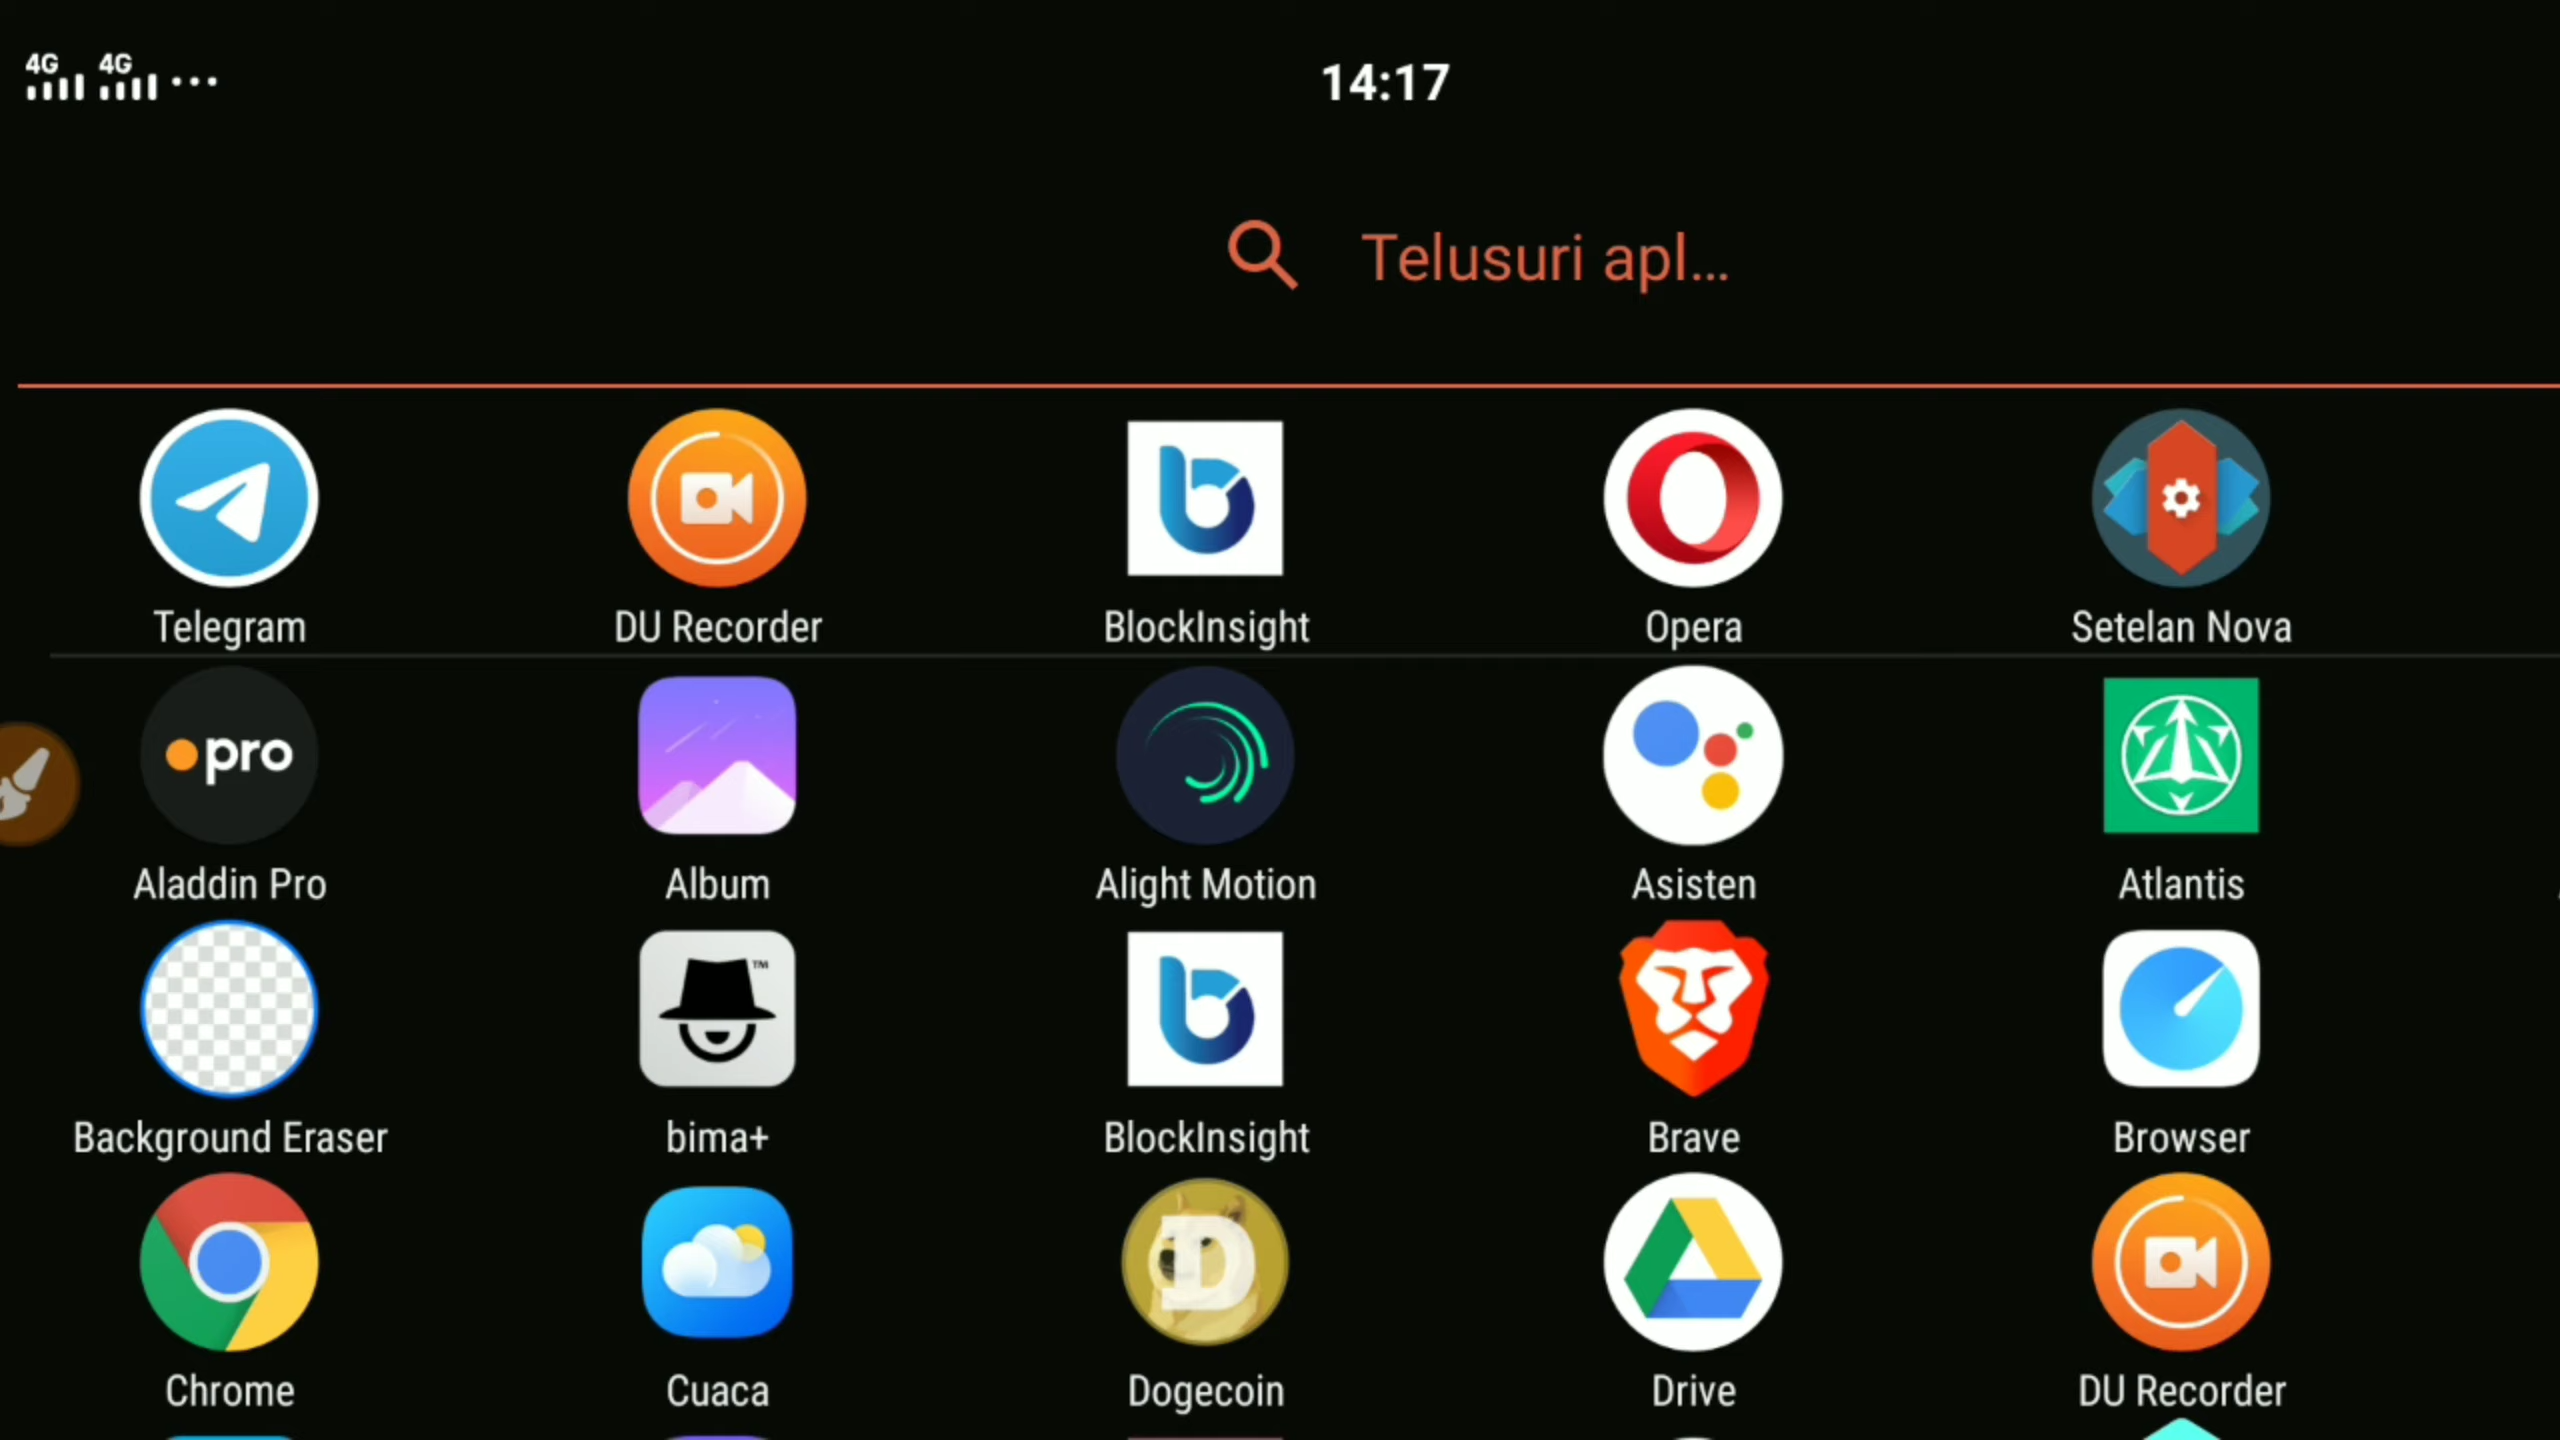 4G 4G
14:17
Telusuri apl...
Telegram
DU Recorder
BlockInsight
Opera
Setelan Nova
pro
Aladdin Pro
Album
Alight Motion
Asisten
Atlantis
TM
Background Eraser
bima+
BlockInsight
Brave
Browser
D
Chrome
Cuaca
Dogecoin
Drive
DU Recorder